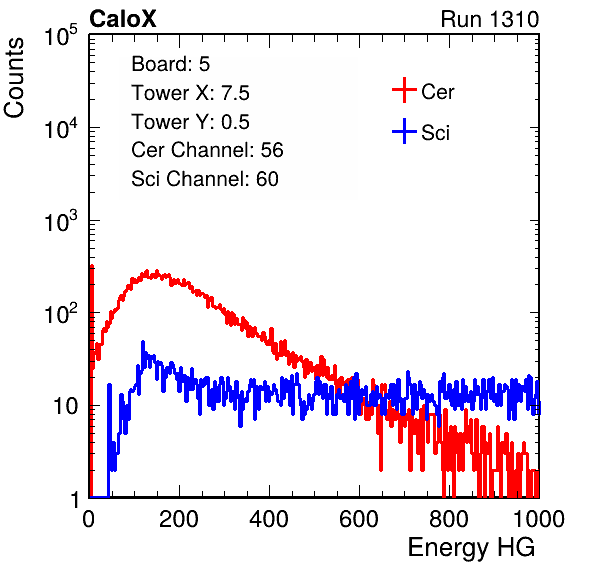 CaloX Run 1310
Counts
10^5
10^4
10^3
10^2
10
1
Board: 5
Tower X: 7.5
Tower Y: 0.5
Cer Channel: 56
Sci Channel: 60
Cer
Sci
0 200 400 600 800 1000
Energy HG